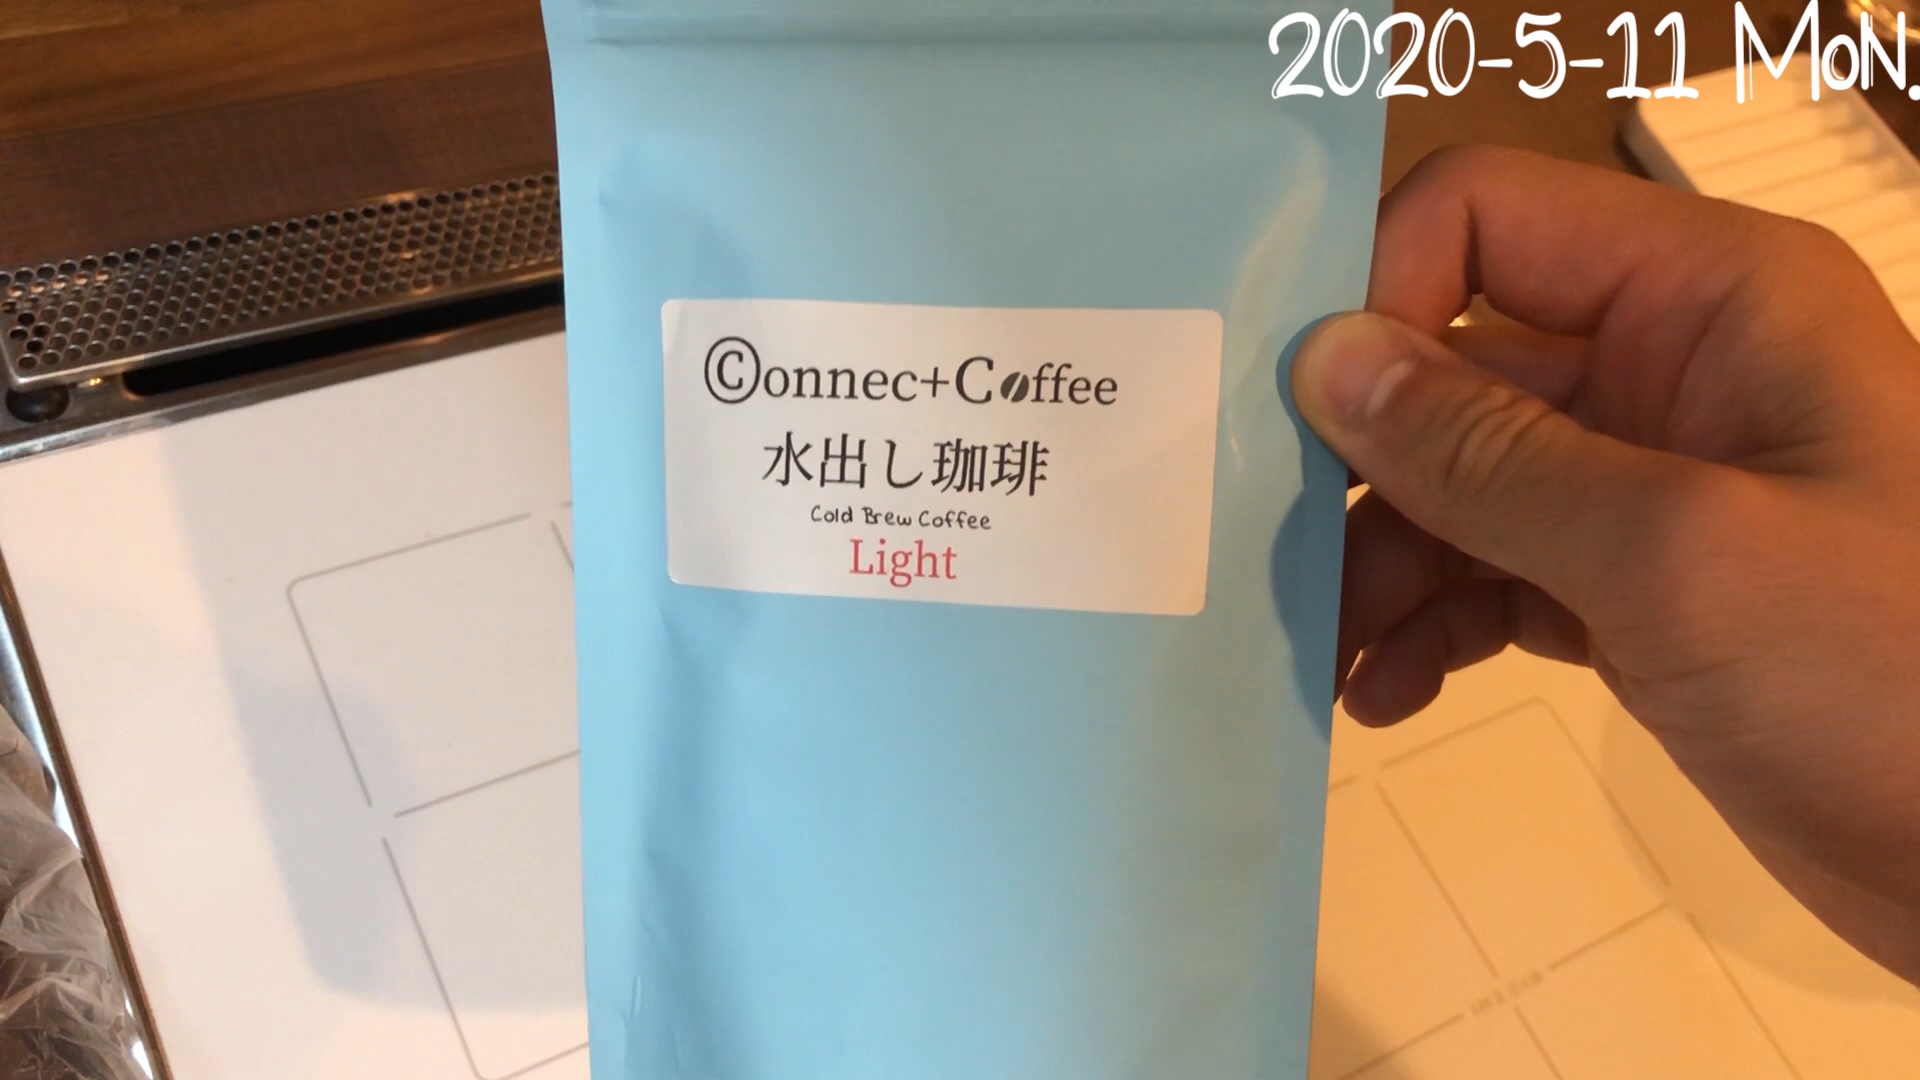 2020-5-11 MON.
©onnec+Coffee
水出し珈琲
Cold Brew Coffee
Light